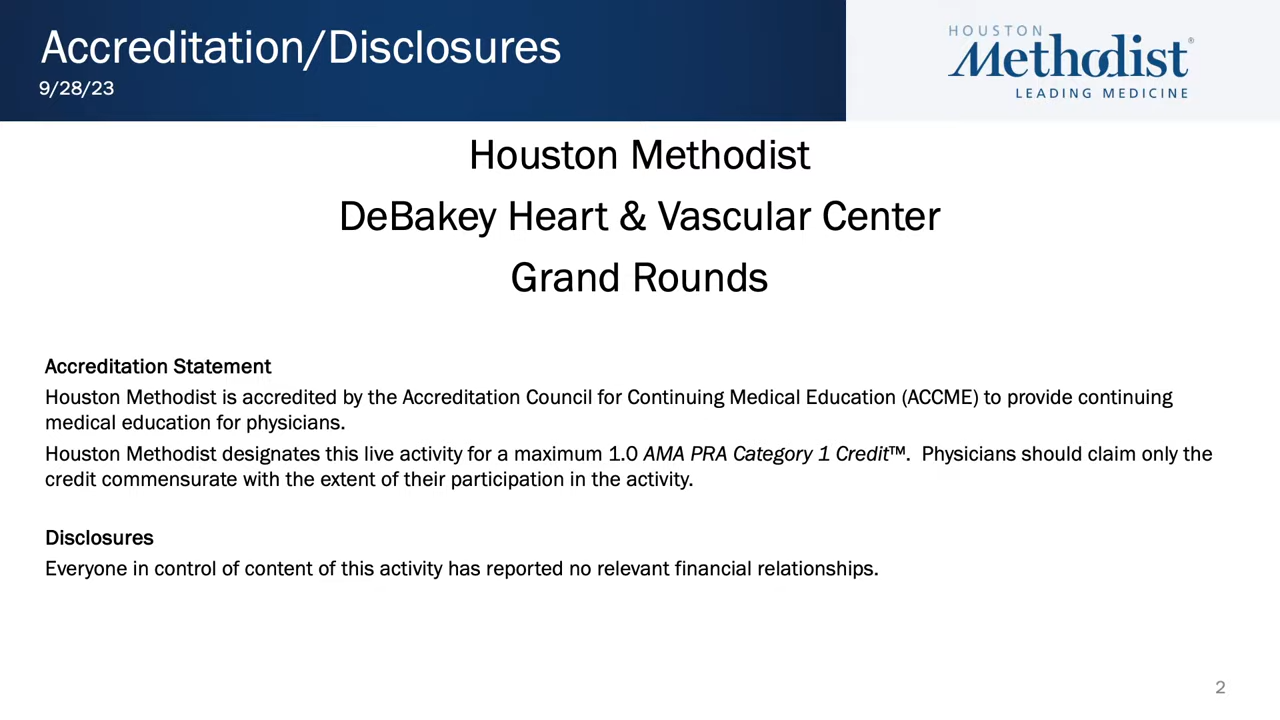 Accreditation/Disclosures
9/28/23
HOUSTON
Methodist®
LEADING MEDICINE
Houston Methodist
DeBakey Heart & Vascular Center
Grand Rounds
Accreditation Statement
Houston Methodist is accredited by the Accreditation Council for Continuing Medical Education (ACCME) to provide continuing
medical education for physicians.
Houston Methodist designates this live activity for a maximum 1.0 AMA PRA Category 1 Credit™.  Physicians should claim only the
credit commensurate with the extent of their participation in the activity.
Disclosures
Everyone in control of content of this activity has reported no relevant financial relationships.
2